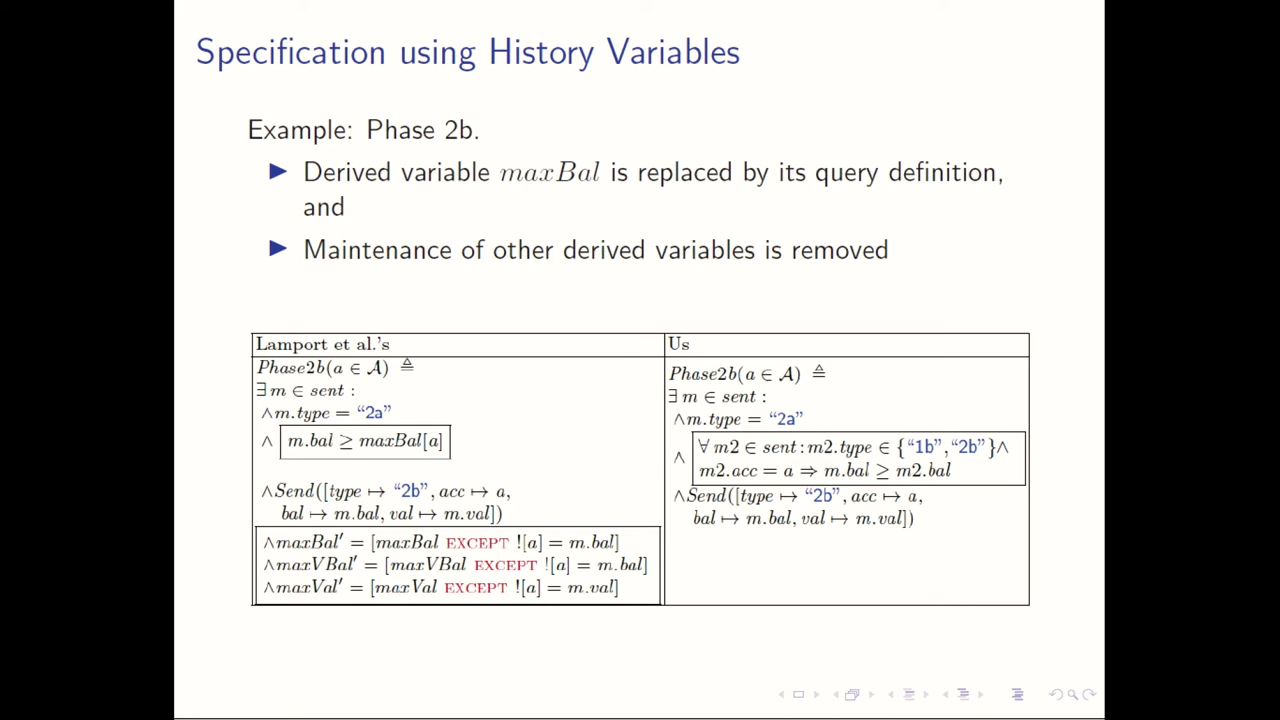 Specification using History Variables
Example: Phase 2b.
▶ Derived variable maxBal is replaced by its query definition,
and
▶ Maintenance of other derived variables is removed
Lamport et al.'s
Phase2b(a ∈ 𝒜) ≜
∃ m ∈ sent :
∧m.type = “2a”
∧ m.bal ≥ maxBal[a]
∧Send([type ↦ “2b”, acc ↦ a,
bal ↦ m.bal, val ↦ m.val])
∧maxBal′ = [maxBal EXCEPT ![a] = m.bal]
∧maxVBal′ = [maxVBal EXCEPT ![a] = m.bal]
∧maxVal′ = [maxVal EXCEPT ![a] = m.val]
Us
Phase2b(a ∈ 𝒜) ≜
∃ m ∈ sent :
∧m.type = “2a”
∧ ∀ m2 ∈ sent : m2.type ∈ {“1b”, “2b”}∧
m2.acc = a ⇒ m.bal ≥ m2.bal
∧Send([type ↦ “2b”, acc ↦ a,
bal ↦ m.bal, val ↦ m.val])